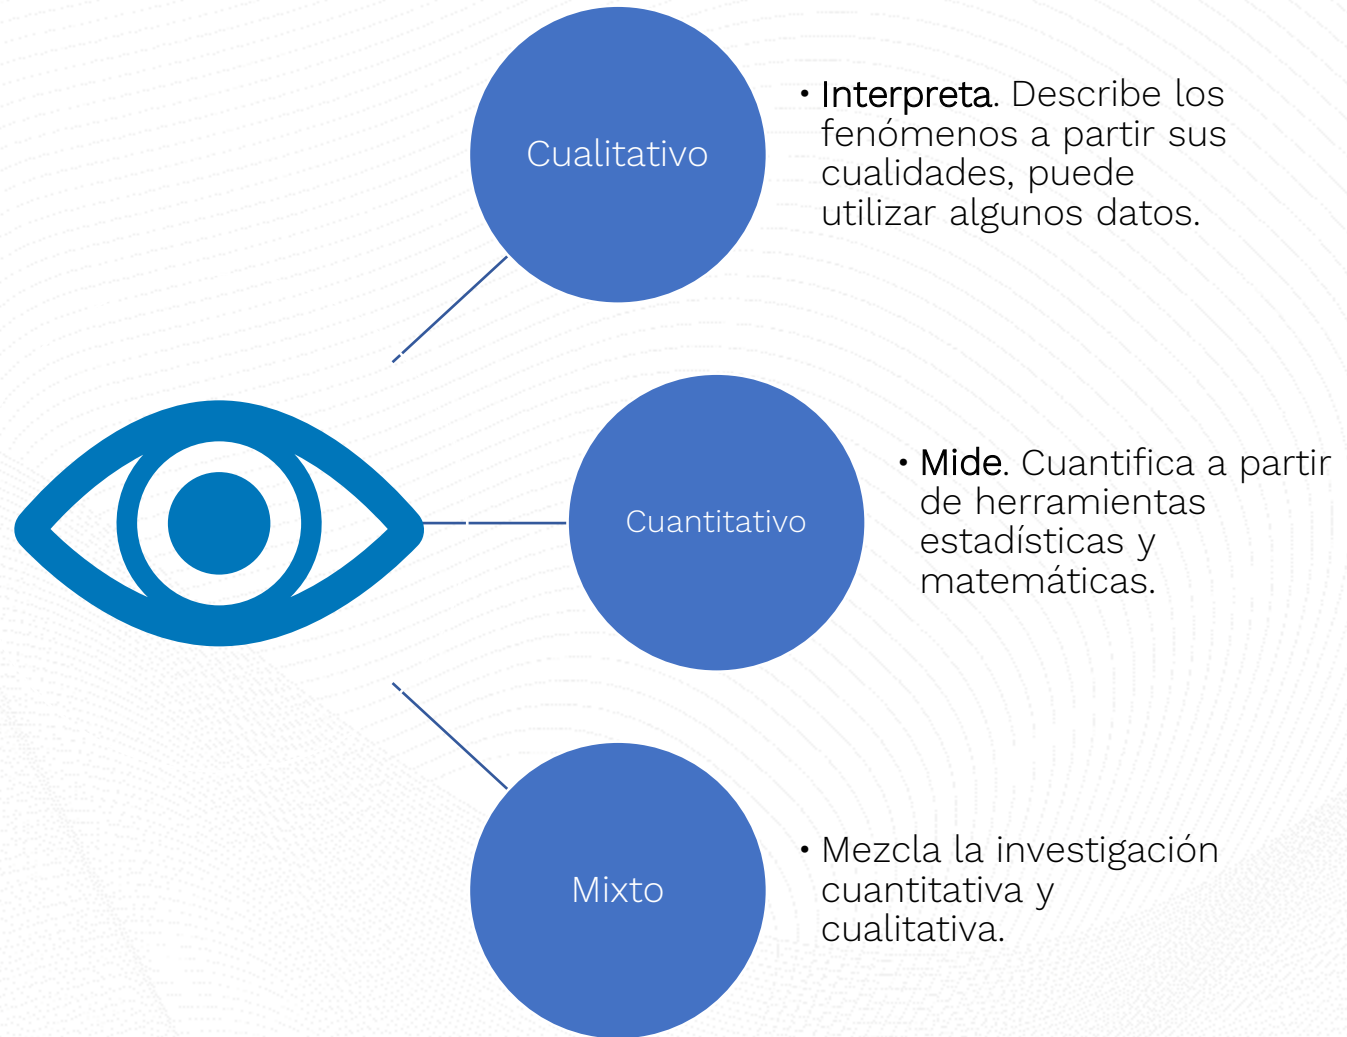 Cualitativo
• Interpreta. Describe los
fenómenos a partir sus
cualidades, puede
utilizar algunos datos.
Cuantitativo
• Mide. Cuantifica a partir
de herramientas
estadísticas y
matemáticas.
Mixto
• Mezcla la investigación
cuantitativa y
cualitativa.